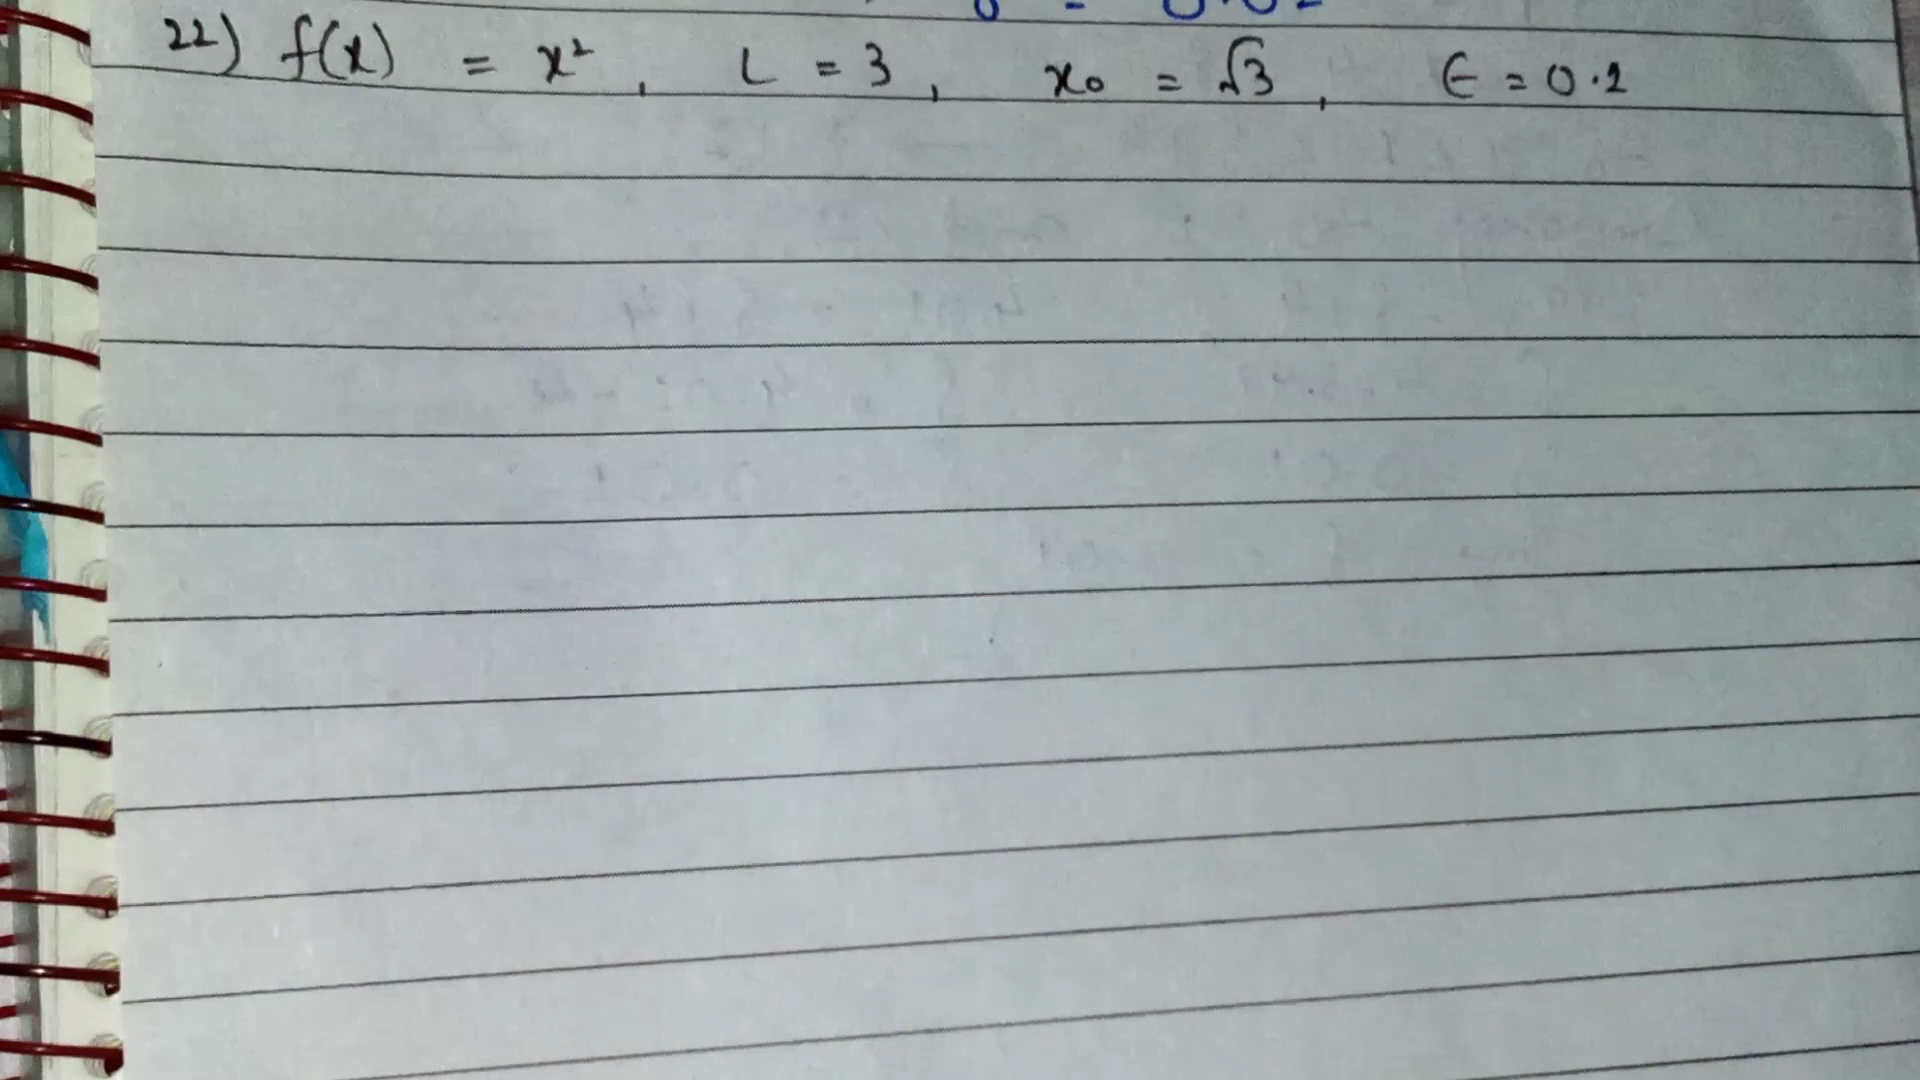 22) f(x) = x², L = 3, x₀ = √3, ϵ = 0.1